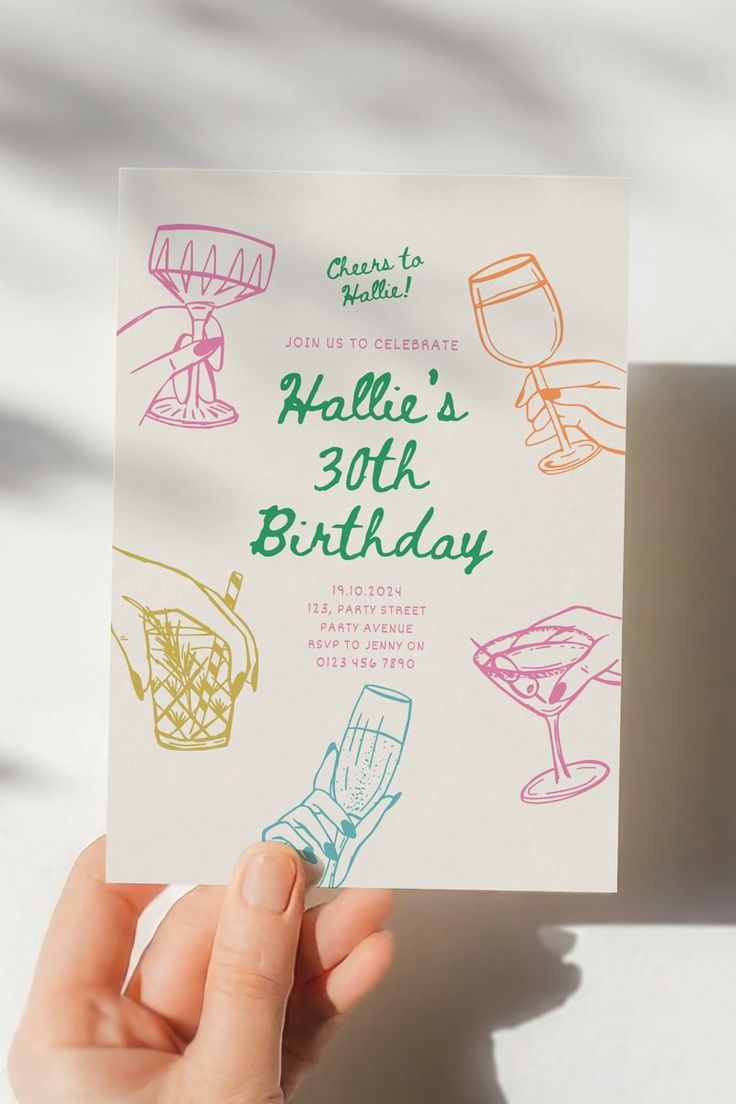 Cheers to
Hallie!
JOIN US TO CELEBRATE
Hallie's
30th
Birthday
19.10.2024
123, PARTY STREET
PARTY AVENUE
RSVP TO JENNY ON
0123 456 7890